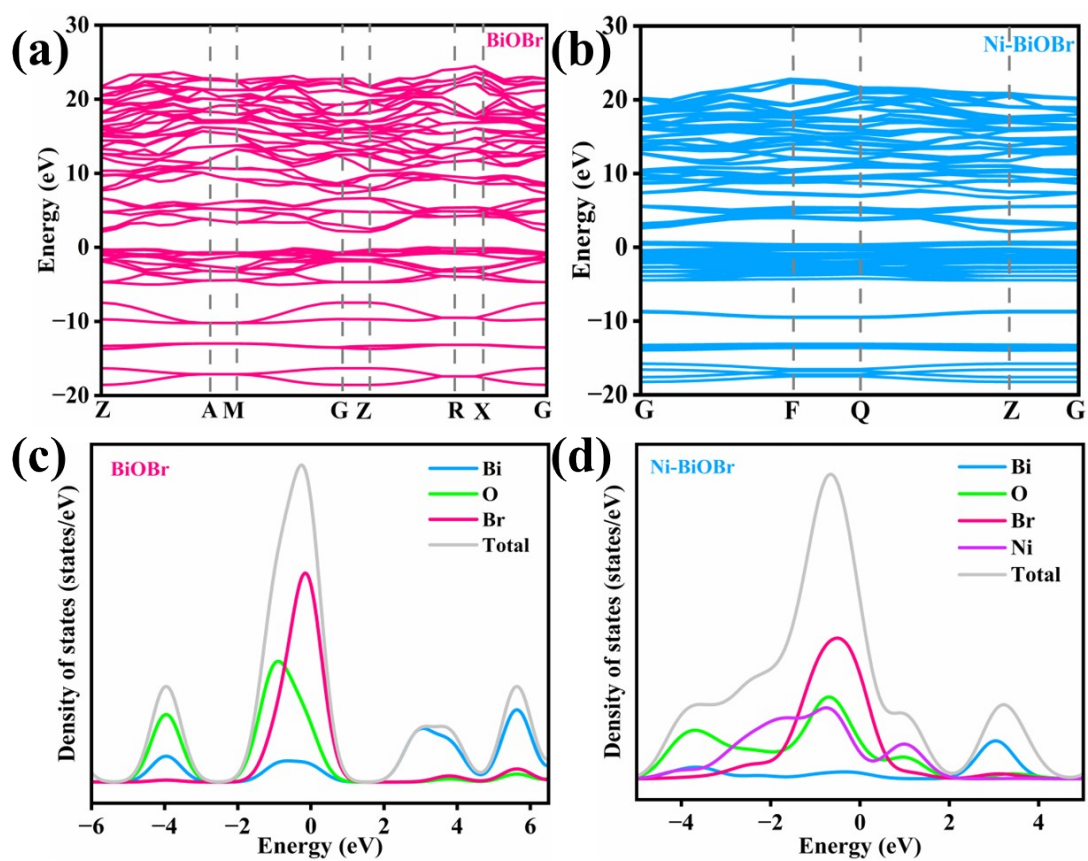 (a)
BiOBr
30
20
10
0
−10
−20
Energy (eV)
Z A M G Z R X G
(b)
Ni-BiOBr
30
20
10
0
−10
−20
Energy (eV)
G F Q Z G
(c)
BiOBr
Bi
O
Br
Total
Density of states (states/eV)
−6 −4 −2 0 2 4 6
Energy (eV)
(d)
Ni-BiOBr
Bi
O
Br
Ni
Total
Density of states (states/eV)
−4 −2 0 2 4
Energy (eV)